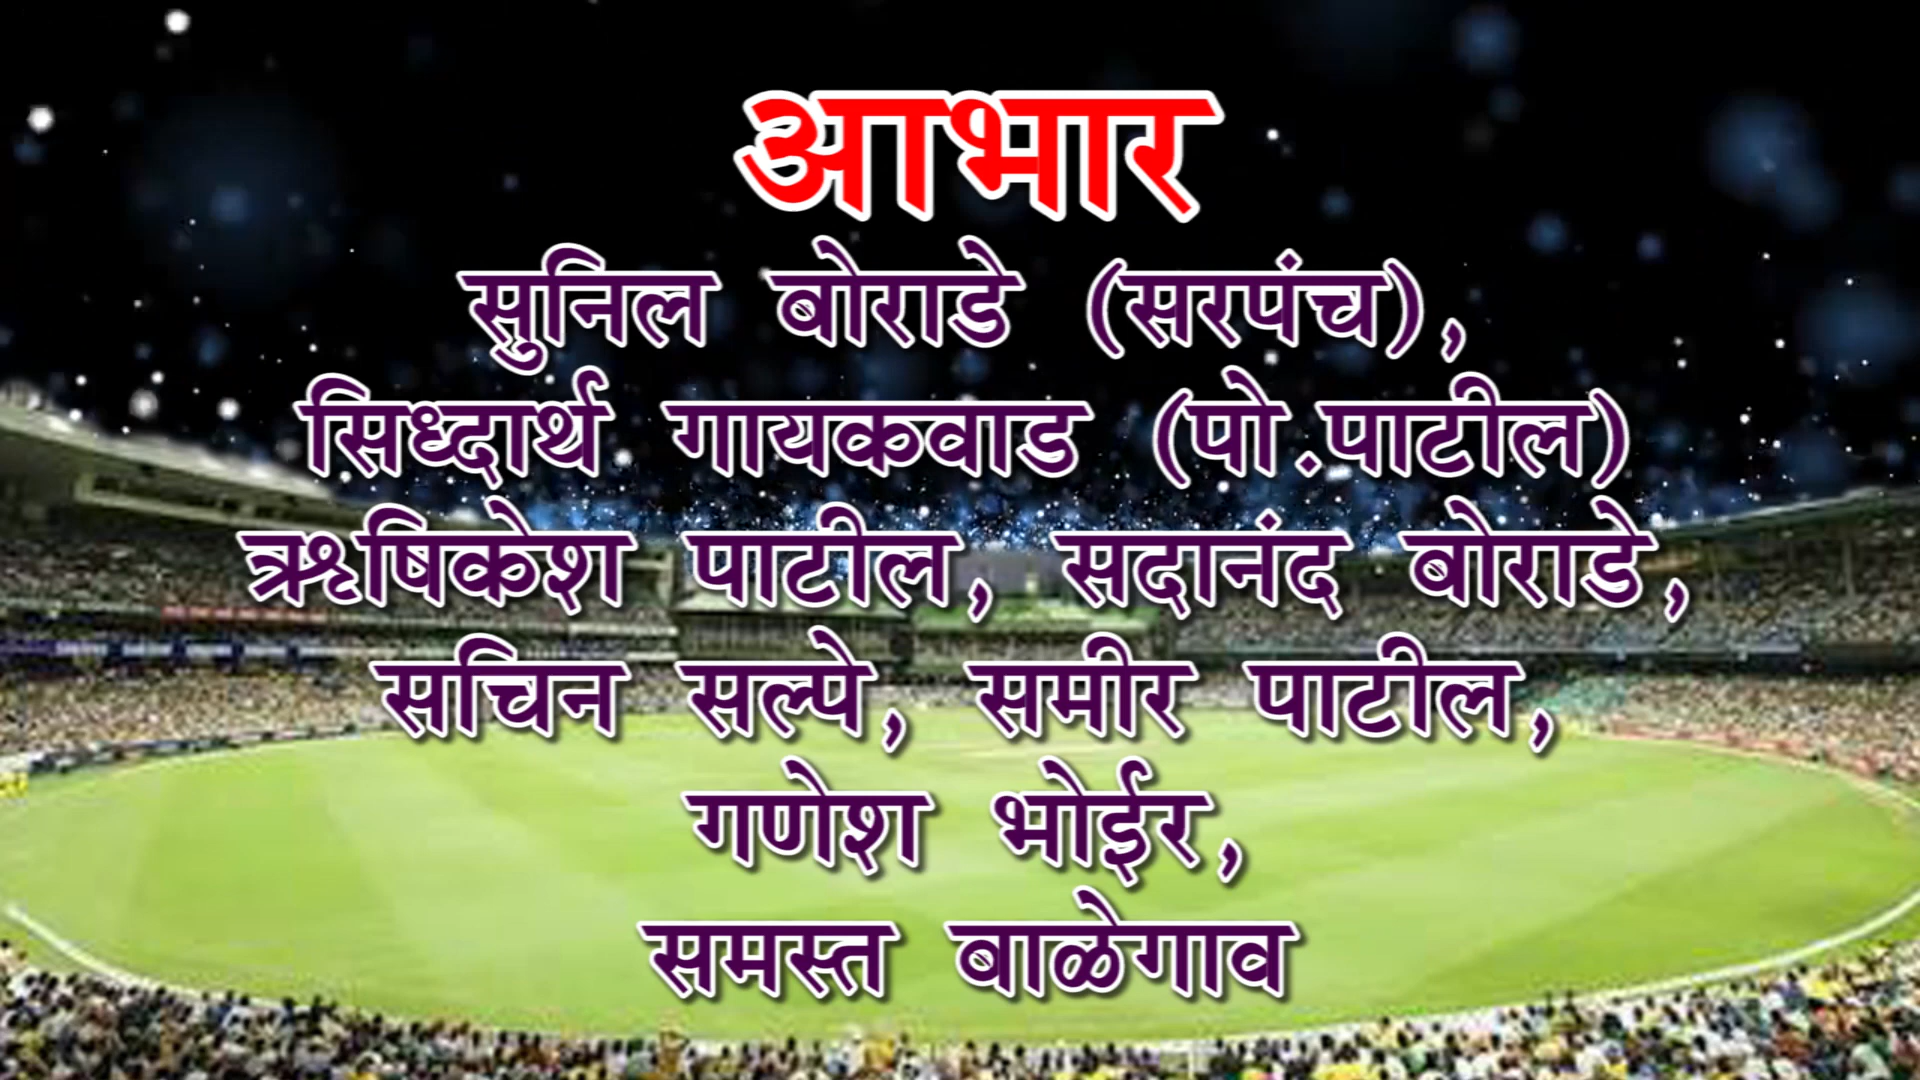 आभार
सुनिल बोराडे (सरपंच),
सिध्दार्थ गायकवाड (पो.पाटील)
ऋषिकेश पाटील, सदानंद बोराडे,
सचिन सल्पे, समीर पाटील,
गणेश भोईर,
समस्त बाळेगाव